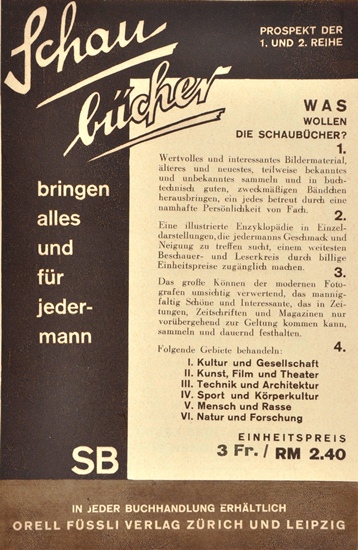 Schau
bücher
PROSPEKT DER
1. UND 2. REIHE
bringen
alles
und
für
jeder-
mann
SB
WAS
WOLLEN
DIE SCHAUBÜCHER?
1.
Wertvolles und interessantes Bildermaterial,
älteres und neuestes, teilweise bekanntes
und unbekanntes sammeln und in buch-
technisch guten, zweckmäßigen Bändchen
herausbringen, ein jedes betreut durch eine
namhafte Persönlichkeit von Fach.
2.
Eine illustrierte Enzyklopädie in Einzel-
darstellungen, die jedermanns Geschmack und
Neigung zu treffen sucht, einem weitesten
Beschauer- und Leserkreis durch billige
Einheitspreise zugänglich machen.
3.
Das große Können der modernen Foto-
grafen umsichtig verwertend, das mannig-
faltig Schöne und Interessante, das in Zei-
tungen, Zeitschriften und Magazinen nur
vorübergehend zur Geltung kommen kann,
sammeln und dauernd festhalten.
4.
Folgende Gebiete behandeln:
I. Kultur und Gesellschaft
II. Kunst, Film und Theater
III. Technik und Architektur
IV. Sport und Körperkultur
V. Mensch und Rasse
VI. Natur und Forschung
EINHEITSPREIS
3 Fr. / RM 2.40
IN JEDER BUCHHANDLUNG ERHÄLTLICH
ORELL FÜSSLI VERLAG ZÜRICH UND LEIPZIG